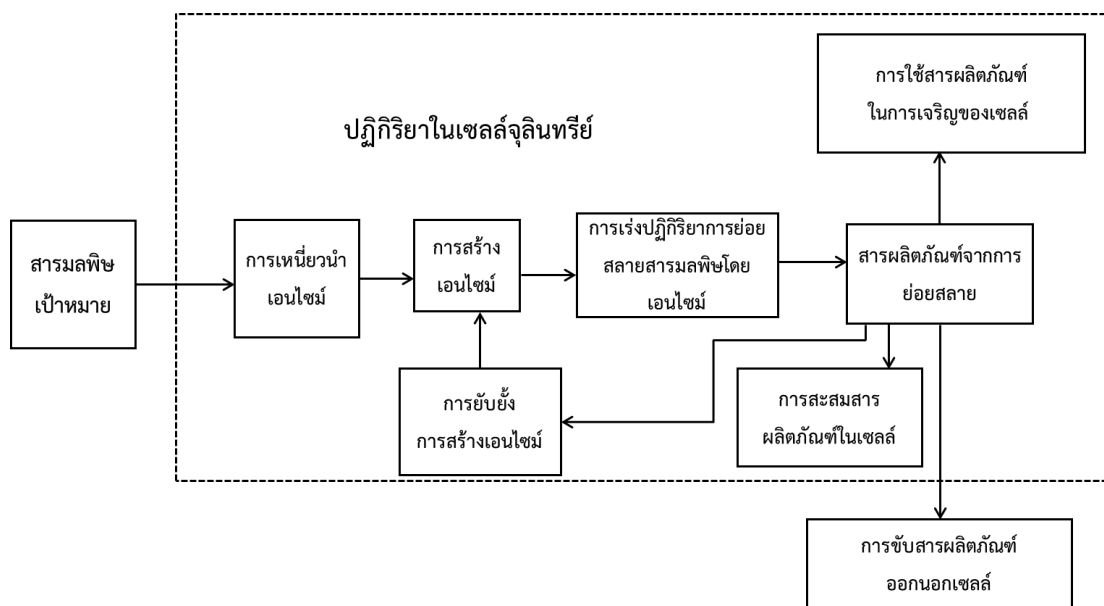 ปฏิกิริยาในเซลล์จุลินทรีย์
สารมลพิษ
เป้าหมาย
การเหนี่ยวนำ
เอนไซม์
การสร้าง
เอนไซม์
การเร่งปฏิกิริยาการย่อย
สลายสารมลพิษโดย
เอนไซม์
สารผลิตภัณฑ์จากการ
ย่อยสลาย
การใช้สารผลิตภัณฑ์
ในการเจริญของเซลล์
การยับยั้ง
การสร้างเอนไซม์
การสะสมสาร
ผลิตภัณฑ์ในเซลล์
การขับสารผลิตภัณฑ์
ออกนอกเซลล์